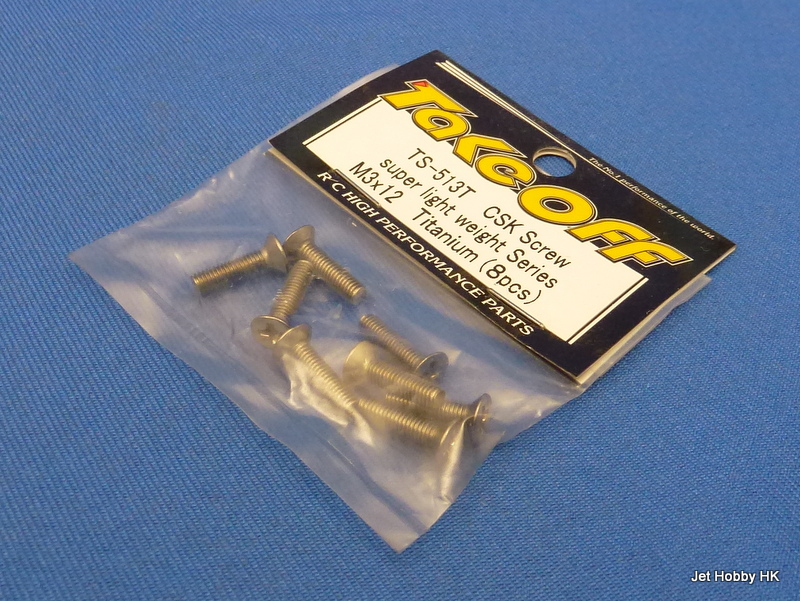 TakeOff
The No.1 performance of the world.
TS-513T CSK Screw
super light weight Series
M3x12 Titanium (8pcs)
R/C HIGH PERFORMANCE PARTS
Jet Hobby HK